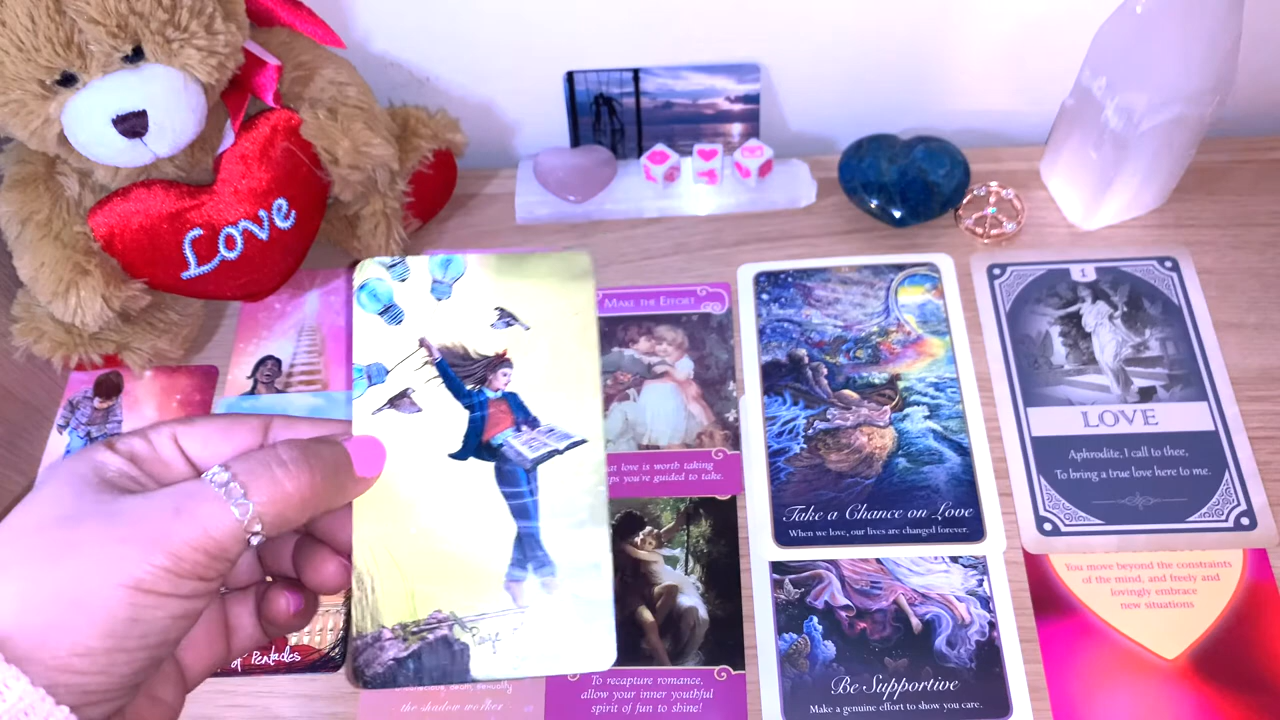 Love
MAKE THE EFFORT
at love is worth taking
ps you're guided to take.
Take a Chance on Love
When we love, our lives are changed forever.
1
LOVE
Aphrodite, I call to thee,
To bring a true love here to me.
You move beyond the constraints
of the mind, and freely and
lovingly embrace
new situations
Page
of Pentacles
- the shadow worker -
To recapture romance,
allow your inner youthful
spirit of fun to shine!
Be Supportive
Make a genuine effort to show you care.